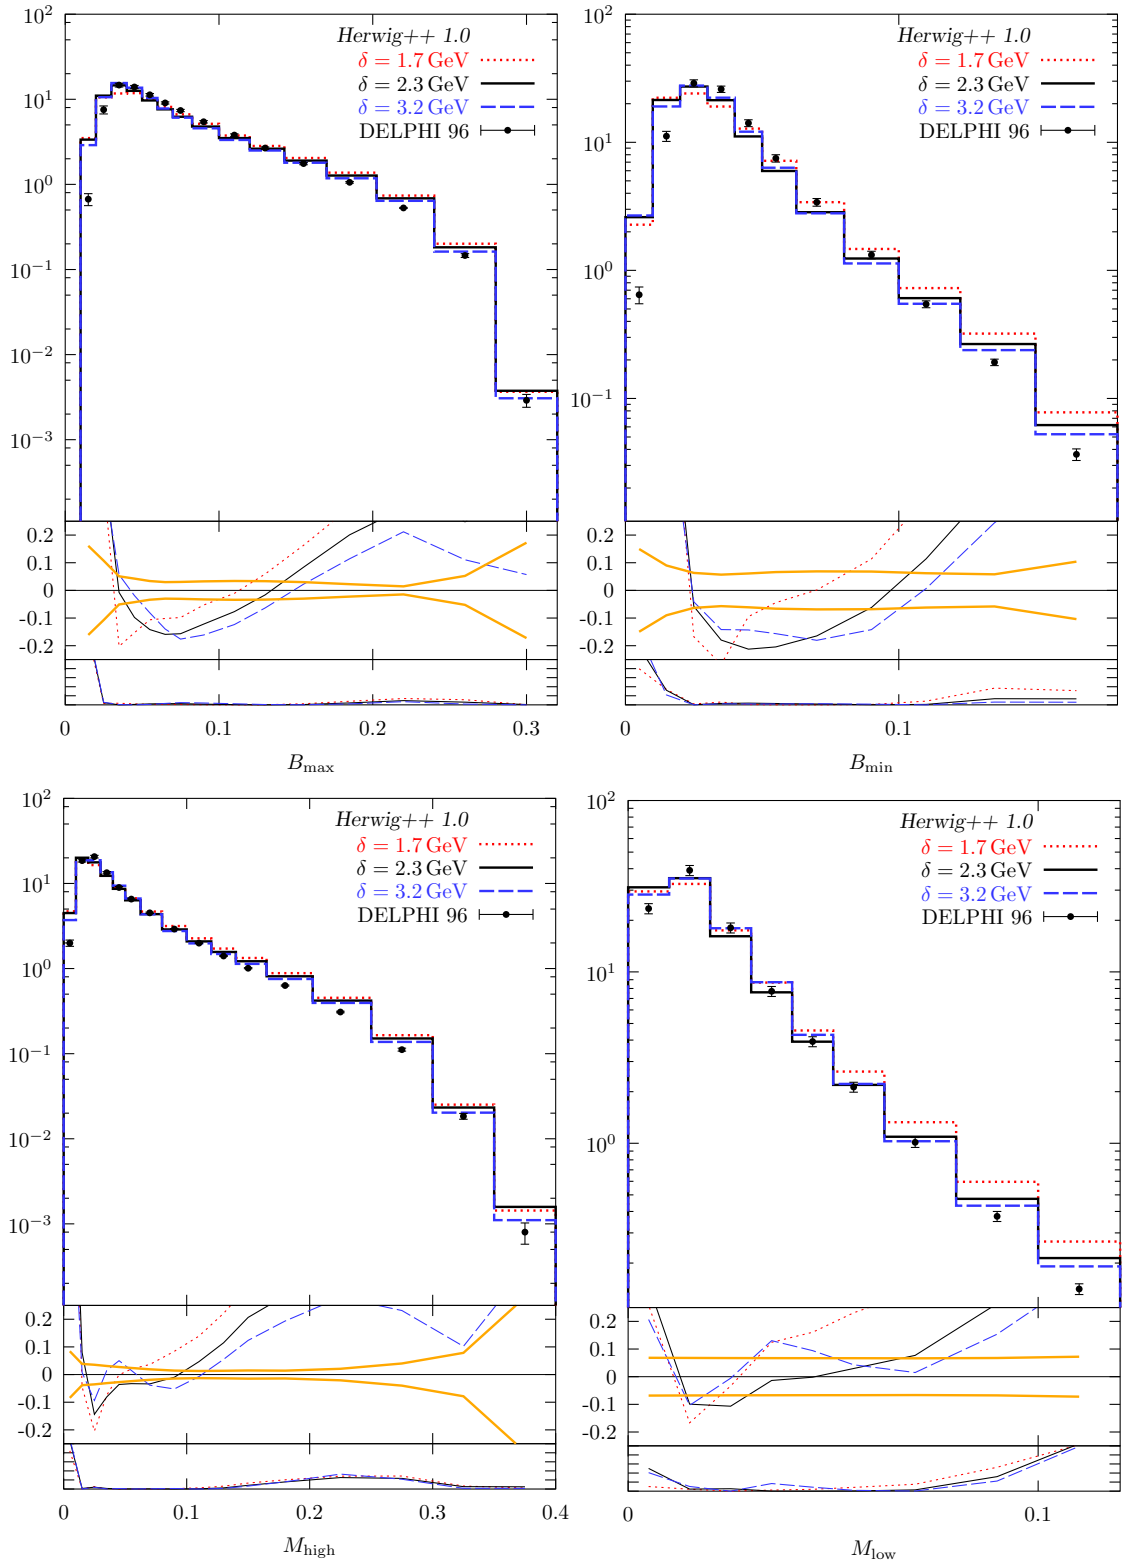 10^2
10^1
10^0
10^-1
10^-2
10^-3
Herwig++ 1.0
δ = 1.7 GeV
δ = 2.3 GeV
δ = 3.2 GeV
DELPHI 96
0.2
0.1
0
-0.1
-0.2
0 0.1 0.2 0.3
B_max
10^2
10^1
10^0
10^-1
Herwig++ 1.0
δ = 1.7 GeV
δ = 2.3 GeV
δ = 3.2 GeV
DELPHI 96
0.2
0.1
0
-0.1
-0.2
0 0.1
B_min
10^2
10^1
10^0
10^-1
10^-2
10^-3
Herwig++ 1.0
δ = 1.7 GeV
δ = 2.3 GeV
δ = 3.2 GeV
DELPHI 96
0.2
0.1
0
-0.1
-0.2
0 0.1 0.2 0.3 0.4
M_high
10^2
10^1
10^0
Herwig++ 1.0
δ = 1.7 GeV
δ = 2.3 GeV
δ = 3.2 GeV
DELPHI 96
0.2
0.1
0
-0.1
-0.2
0 0.1
M_low